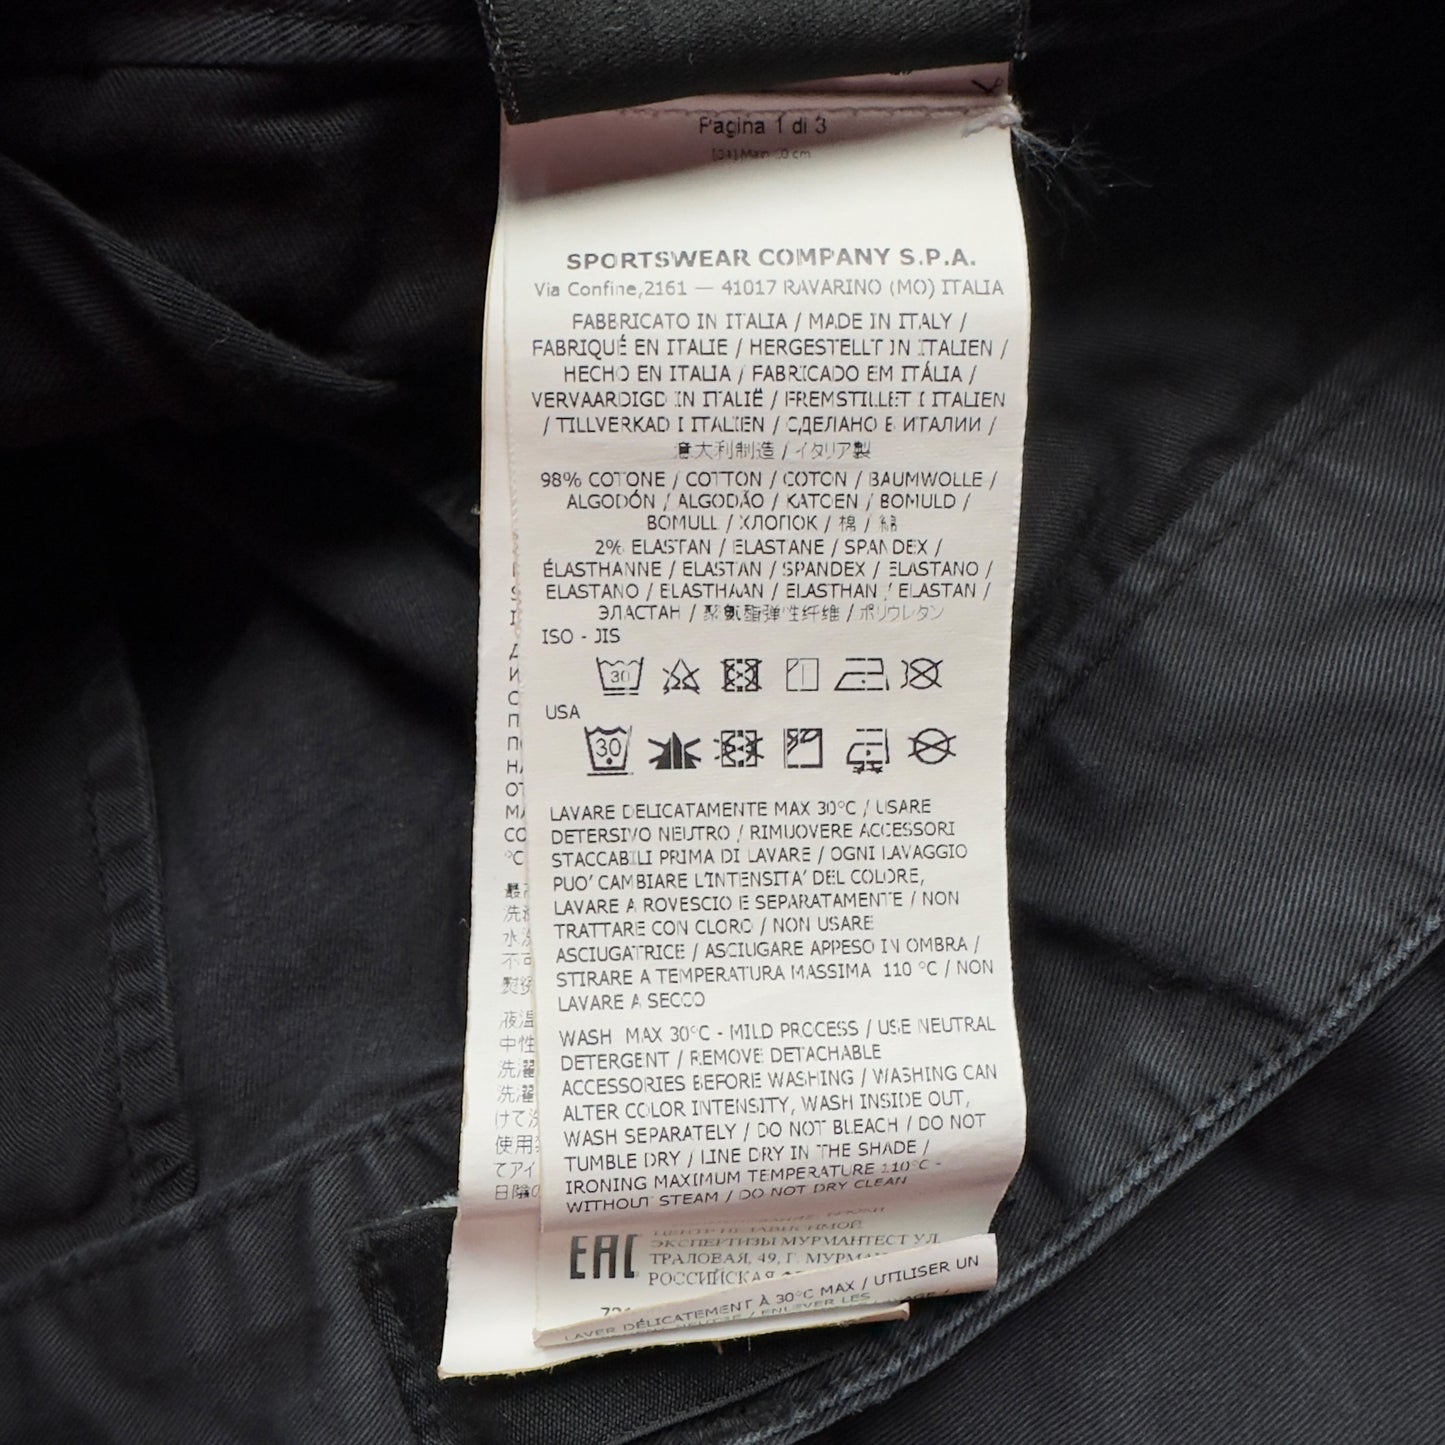 Pagina 1 di 3
SPORTSWEAR COMPANY S.P.A.
Via Confine,2161 — 41017 RAVARINO (MO) ITALIA
FABBRICATO IN ITALIA / MADE IN ITALY /
FABRIQUÉ EN ITALIE / HERGESTELLT IN ITALIEN /
HECHO EN ITALIA / FABRICADO EM ITÁLIA /
VERVAARDIGD IN ITALIË / FREMSTILLET I ITALIEN
/ TILLVERKAD I ITALIEN / СДЕЛАНО В ИТАЛИИ /
意大利制造 / イタリア製
98% COTONE / COTTON / COTON / BAUMWOLLE /
ALGODÓN / ALGODÃO / KATOEN / BOMULD /
BOMULL / ХЛОПОК / 棉 / 綿
2% ELASTAN / ELASTANE / SPANDEX /
ÉLASTHANNE / ELASTAN / SPANDEX / ELASTANO /
ELASTANO / ELASTHAAN / ELASTHAN / ELASTAN /
ЭЛАСТАН / 聚氨酯弹性纤维 / ポリウレタン
ISO - JIS
30
USA
30
LAVARE DELICATAMENTE MAX 30°C / USARE
DETERSIVO NEUTRO / RIMUOVERE ACCESSORI
STACCABILI PRIMA DI LAVARE / OGNI LAVAGGIO
PUO' CAMBIARE L'INTENSITA' DEL COLORE,
LAVARE A ROVESCIO E SEPARATAMENTE / NON
TRATTARE CON CLORO / NON USARE
ASCIUGATRICE / ASCIUGARE APPESO IN OMBRA /
STIRARE A TEMPERATURA MASSIMA 110 °C / NON
LAVARE A SECCO
WASH MAX 30°C - MILD PROCESS / USE NEUTRAL
DETERGENT / REMOVE DETACHABLE
ACCESSORIES BEFORE WASHING / WASHING CAN
ALTER COLOR INTENSITY, WASH INSIDE OUT,
WASH SEPARATELY / DO NOT BLEACH / DO NOT
TUMBLE DRY / LINE DRY IN THE SHADE /
IRONING MAXIMUM TEMPERATURE 110°C -
WITHOUT STEAM / DO NOT DRY CLEAN
EAC
ЭКСПЕРТИЗЫ МУРМАНТЕСТ УЛ.
ТРАЛОВАЯ, 49, Г.
РОССИЙСКАЯ
LAVER DÉLICATEMENT À 30°C MAX / UTILISER UN